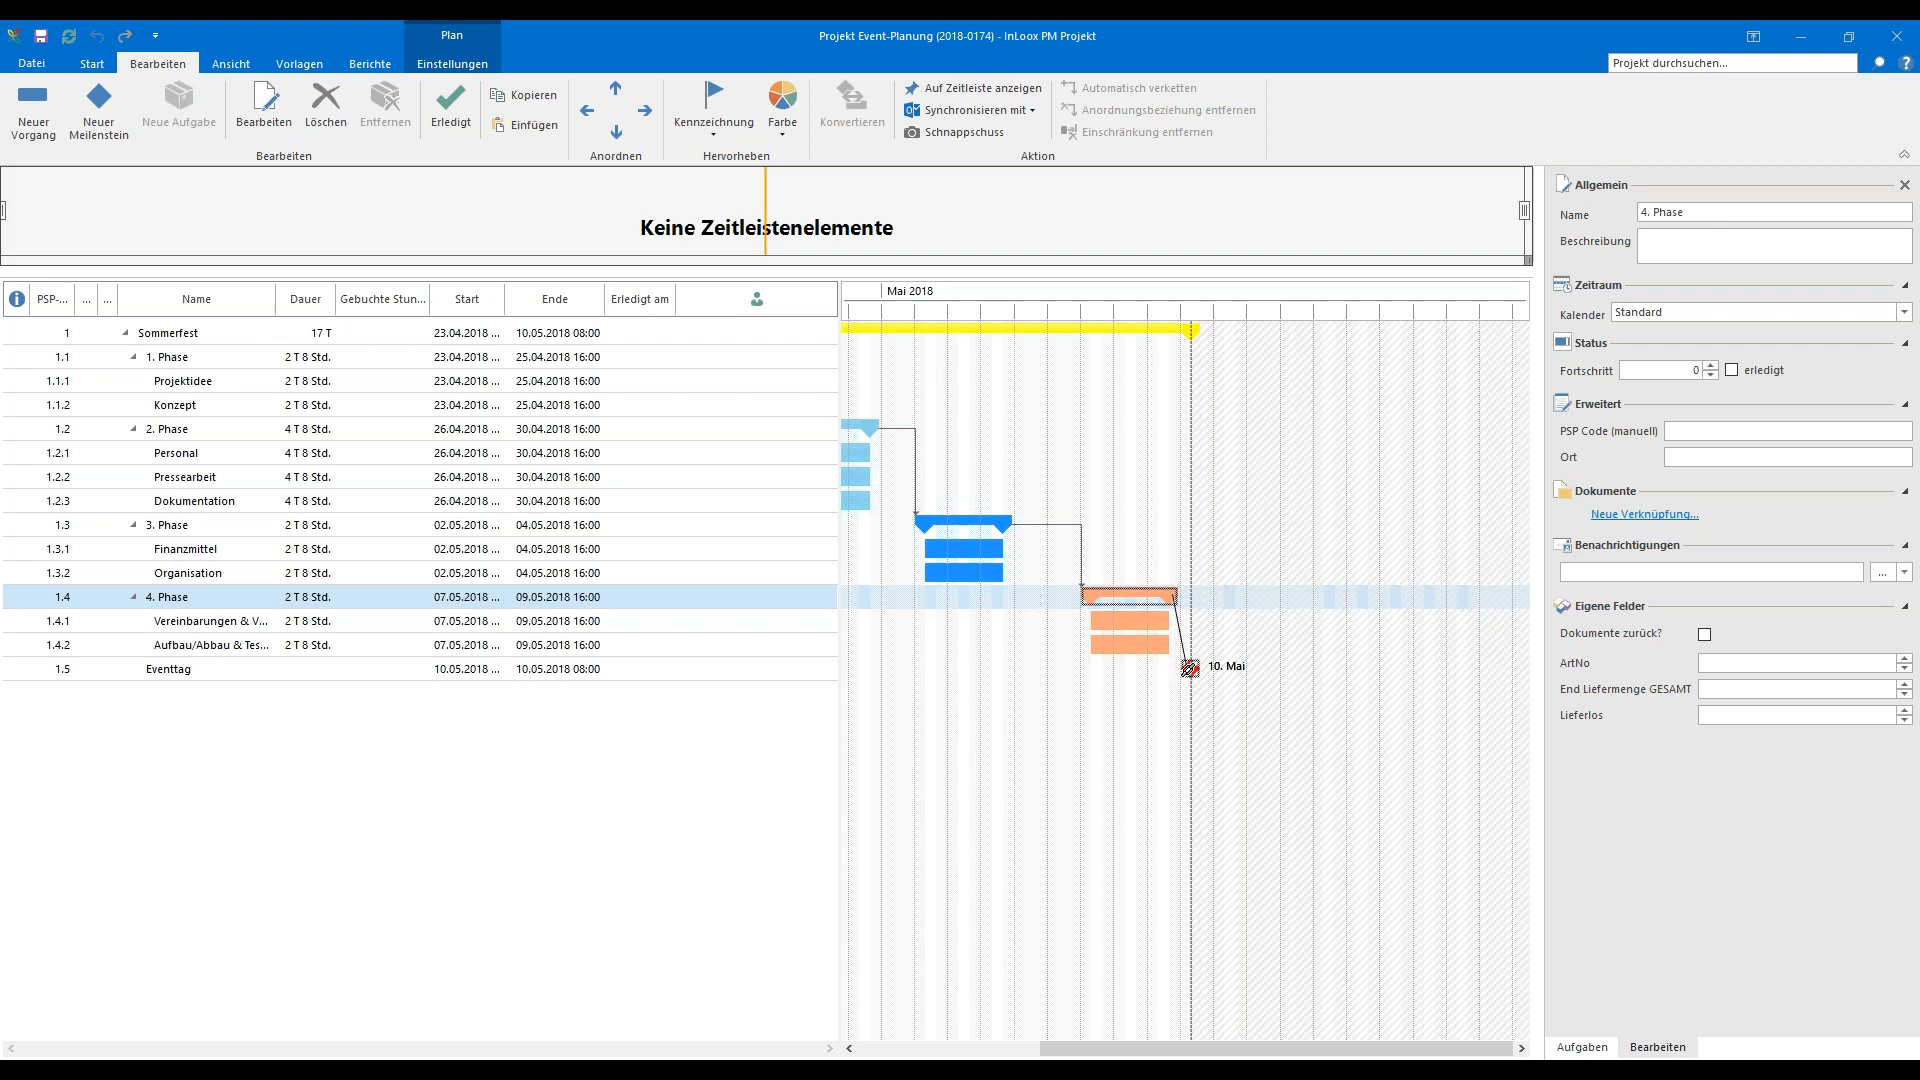 Plan
Projekt Event-Planung (2018-0174) - InLoox PM Projekt
Datei Start Bearbeiten Ansicht Vorlagen Berichte Einstellungen
Projekt durchsuchen...
Neuer Vorgang
Neuer Meilenstein
Neue Aufgabe
Bearbeiten
Löschen
Entfernen
Erledigt
Kopieren
Einfügen
Kennzeichnung
Farbe
Konvertieren
Auf Zeitleiste anzeigen
Synchronisieren mit
Schnappschuss
Automatisch verketten
Anordnungsbeziehung entfernen
Einschränkung entfernen
Bearbeiten Anordnen Hervorheben Aktion
Keine Zeitleistenelemente
PSP-... ... ... Name Dauer Gebuchte Stun... Start Ende Erledigt am
Mai 2018
1 Sommerfest 17 T 23.04.2018 ... 10.05.2018 08:00
1.1 1. Phase 2 T 8 Std. 23.04.2018 ... 25.04.2018 16:00
1.1.1 Projektidee 2 T 8 Std. 23.04.2018 ... 25.04.2018 16:00
1.1.2 Konzept 2 T 8 Std. 23.04.2018 ... 25.04.2018 16:00
1.2 2. Phase 4 T 8 Std. 26.04.2018 ... 30.04.2018 16:00
1.2.1 Personal 4 T 8 Std. 26.04.2018 ... 30.04.2018 16:00
1.2.2 Pressearbeit 4 T 8 Std. 26.04.2018 ... 30.04.2018 16:00
1.2.3 Dokumentation 4 T 8 Std. 26.04.2018 ... 30.04.2018 16:00
1.3 3. Phase 2 T 8 Std. 02.05.2018 ... 04.05.2018 16:00
1.3.1 Finanzmittel 2 T 8 Std. 02.05.2018 ... 04.05.2018 16:00
1.3.2 Organisation 2 T 8 Std. 02.05.2018 ... 04.05.2018 16:00
1.4 4. Phase 2 T 8 Std. 07.05.2018 ... 09.05.2018 16:00
1.4.1 Vereinbarungen & V... 2 T 8 Std. 07.05.2018 ... 09.05.2018 16:00
1.4.2 Aufbau/Abbau & Tes... 2 T 8 Std. 07.05.2018 ... 09.05.2018 16:00
1.5 Eventtag 10.05.2018 ... 10.05.2018 08:00
10. Mai
Allgemein
Name 4. Phase
Beschreibung
Zeitraum
Kalender Standard
Status
Fortschritt 0 erledigt
Erweitert
PSP Code (manuell)
Ort
Dokumente
Neue Verknüpfung...
Benachrichtigungen
...
Eigene Felder
Dokumente zurück?
ArtNo
End Liefermenge GESAMT
Lieferlos
Aufgaben Bearbeiten